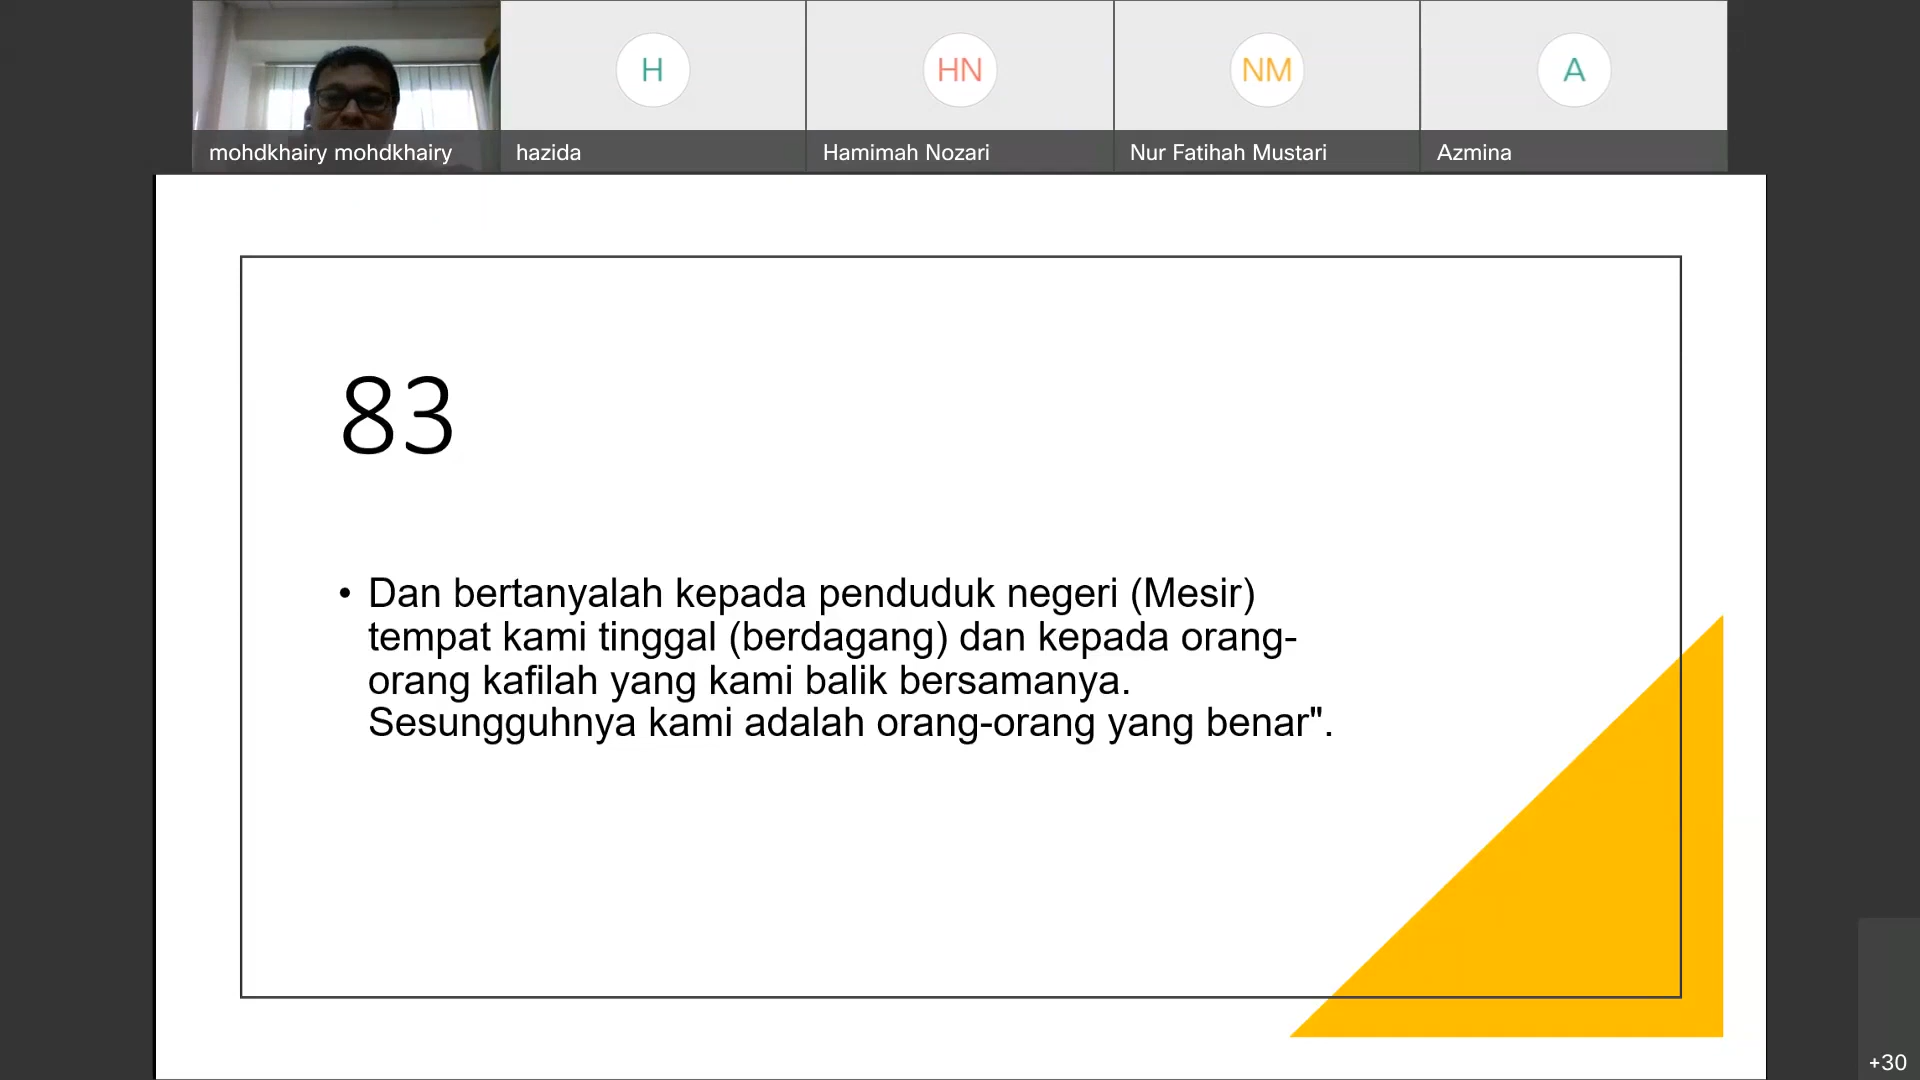 H
HN
NM
A
mohdkhairy mohdkhairy
hazida
Hamimah Nozari
Nur Fatihah Mustari
Azmina
83
• Dan bertanyalah kepada penduduk negeri (Mesir)
tempat kami tinggal (berdagang) dan kepada orang-
orang kafilah yang kami balik bersamanya.
Sesungguhnya kami adalah orang-orang yang benar".
+30